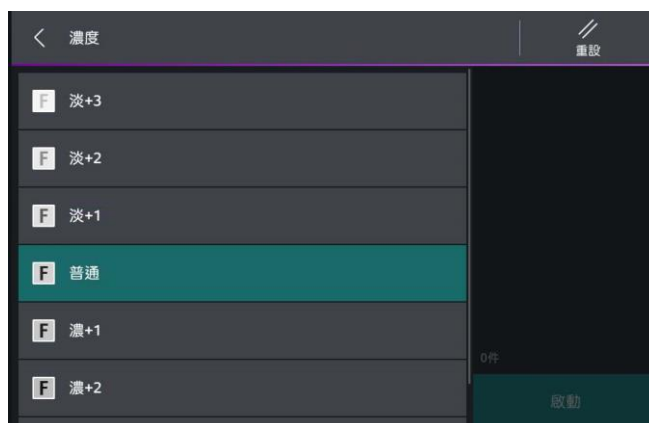 濃度
重設
F 淡+3
F 淡+2
F 淡+1
F 普通
F 濃+1
F 濃+2
0件
啟動